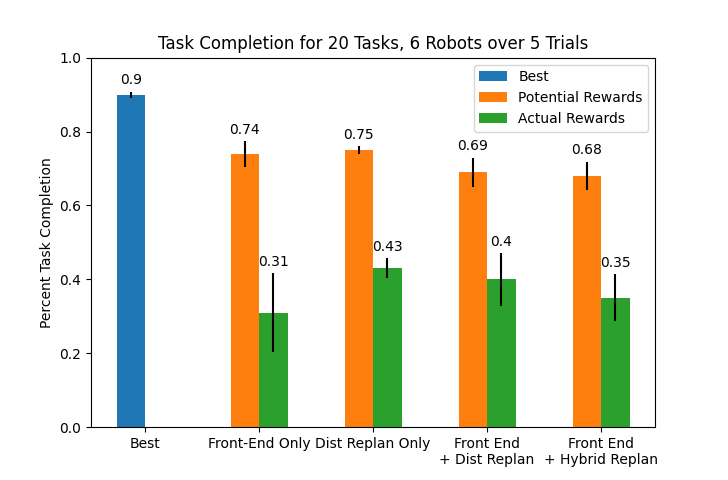 Task Completion for 20 Tasks, 6 Robots over 5 Trials
Percent Task Completion
1.0
0.8
0.6
0.4
0.2
0.0
0.9
0.74
0.31
0.75
0.43
0.69
0.4
0.68
0.35
Best
Potential Rewards
Actual Rewards
Best
Front-End Only
Dist Replan Only
Front End
+ Dist Replan
Front End
+ Hybrid Replan